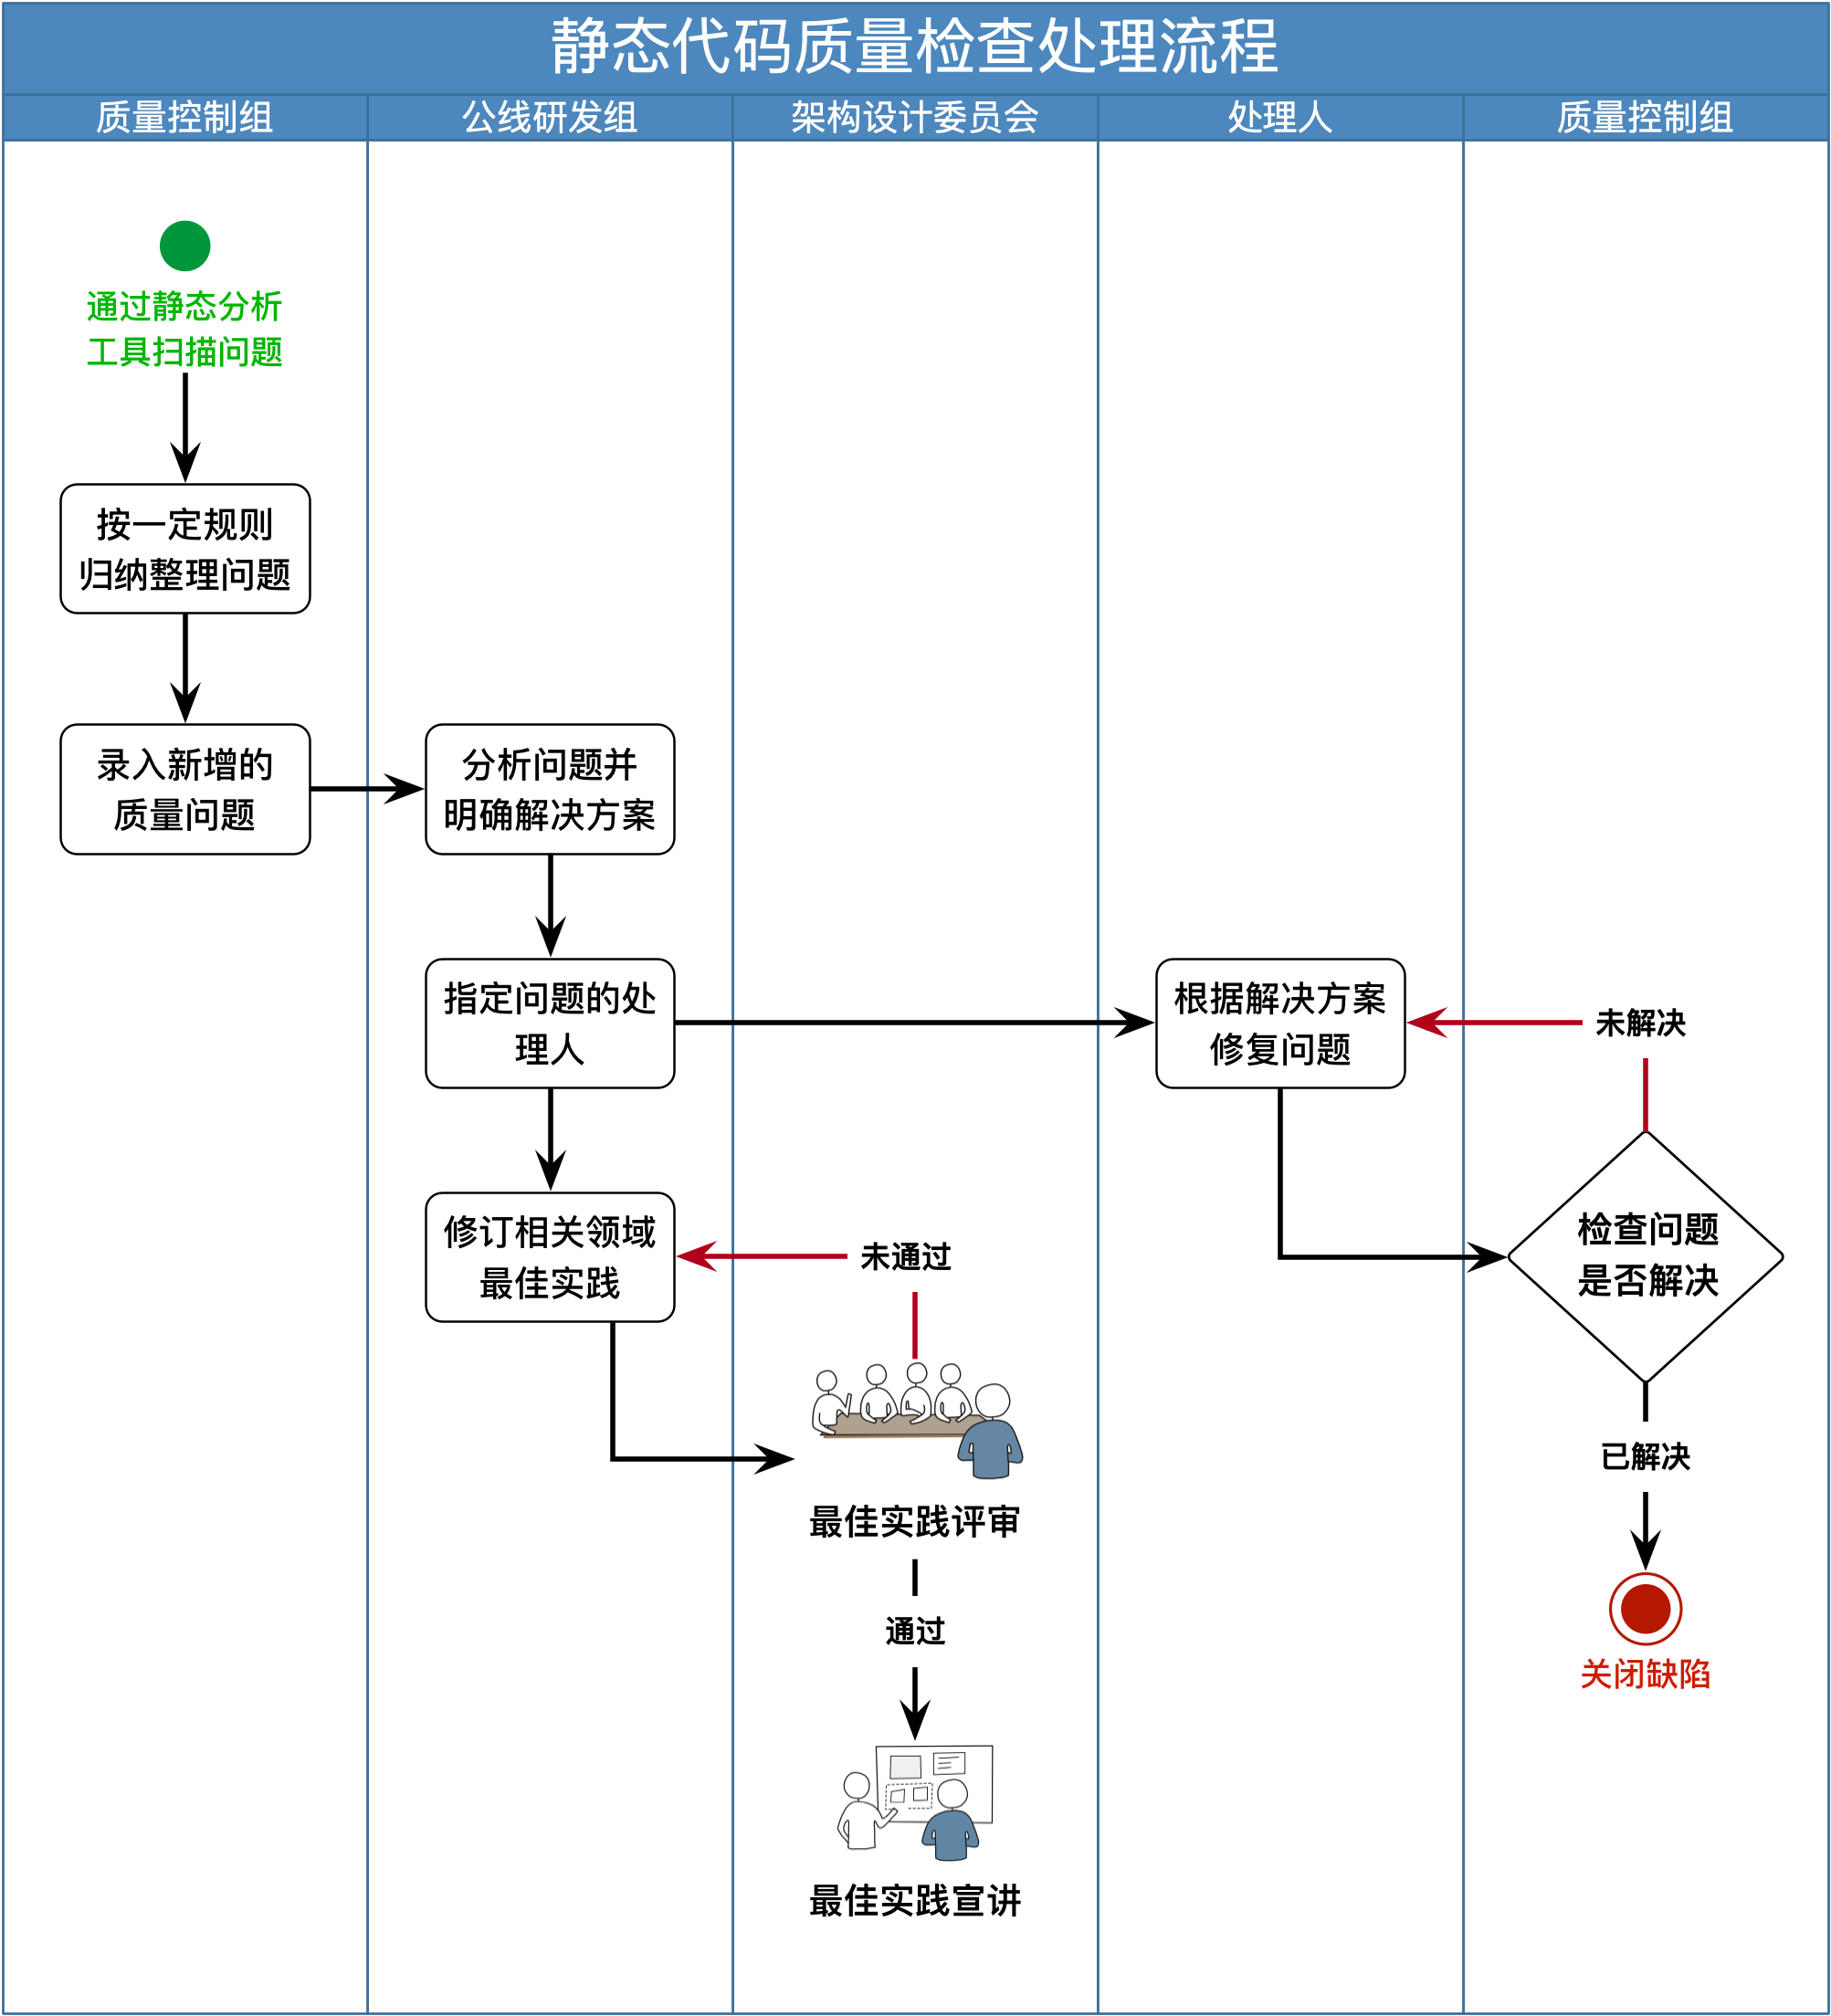 静态代码质量检查处理流程
质量控制组
公线研发组
架构设计委员会
处理人
质量控制组
通过静态分析
工具扫描问题
按一定规则
归纳整理问题
录入新增的
质量问题
分析问题并
明确解决方案
指定问题的处
理人
根据解决方案
修复问题
未解决
修订相关领域
最佳实践
未通过
检查问题
是否解决
已解决
最佳实践评审
通过
关闭缺陷
最佳实践宣讲